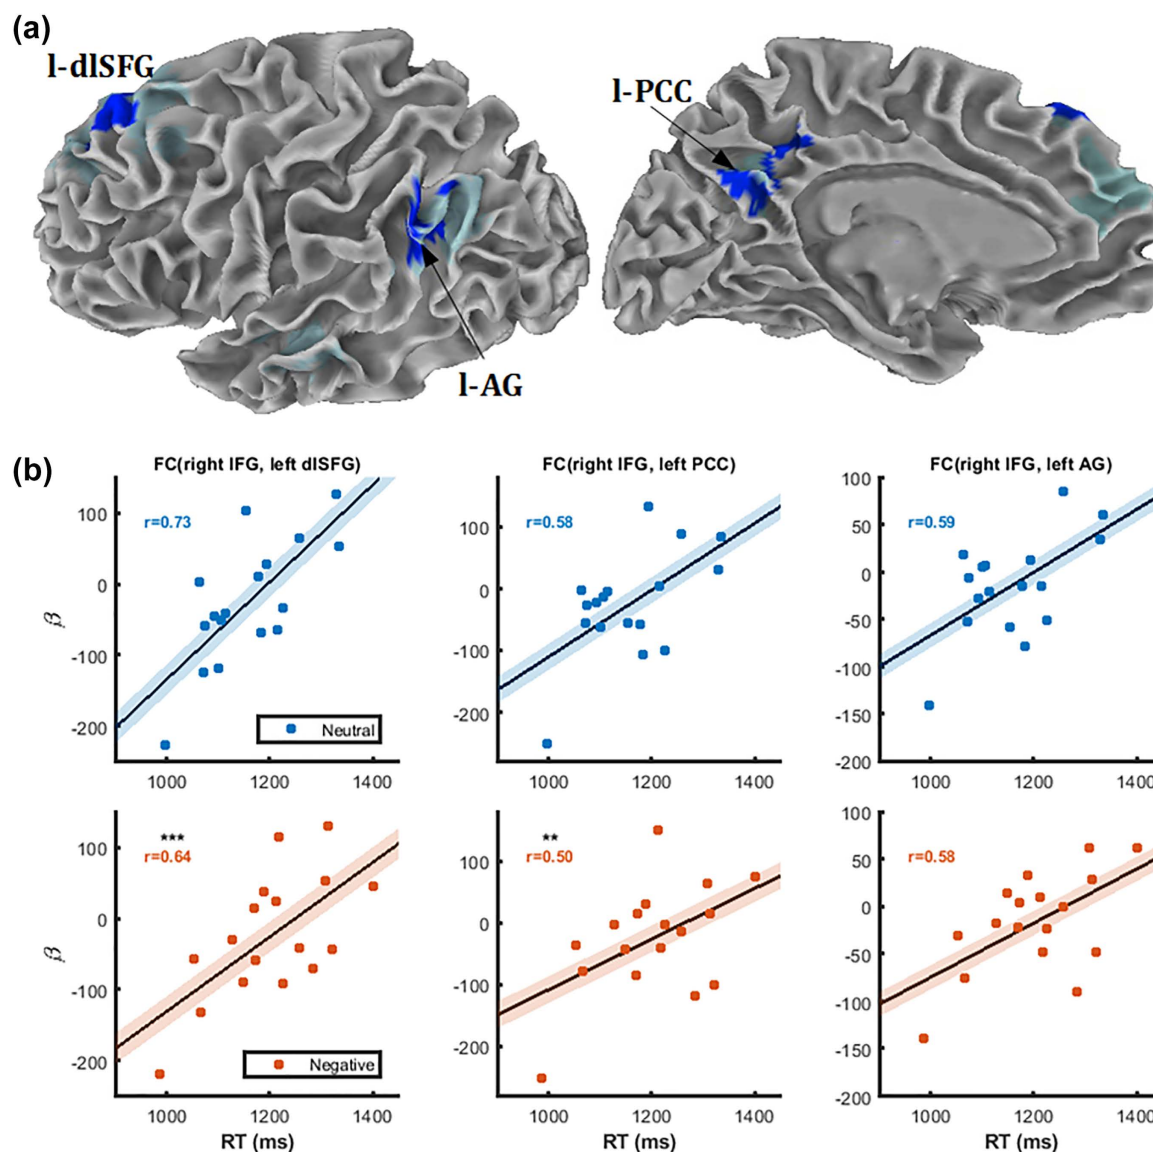 (a)
l-dlSFG
l-PCC
l-AG
(b)
FC(right IFG, left dlSFG)
FC(right IFG, left PCC)
FC(right IFG, left AG)
r=0.73
r=0.58
r=0.59
β
100
0
-100
-200
100
0
-100
-200
100
50
0
-50
-100
-150
-200
Neutral
1000 1200 1400
1000 1200 1400
1000 1200 1400
***
r=0.64
**
r=0.50
r=0.58
β
100
0
-100
-200
100
0
-100
-200
100
50
0
-50
-100
-150
-200
Negative
1000 1200 1400
1000 1200 1400
1000 1200 1400
RT (ms)
RT (ms)
RT (ms)